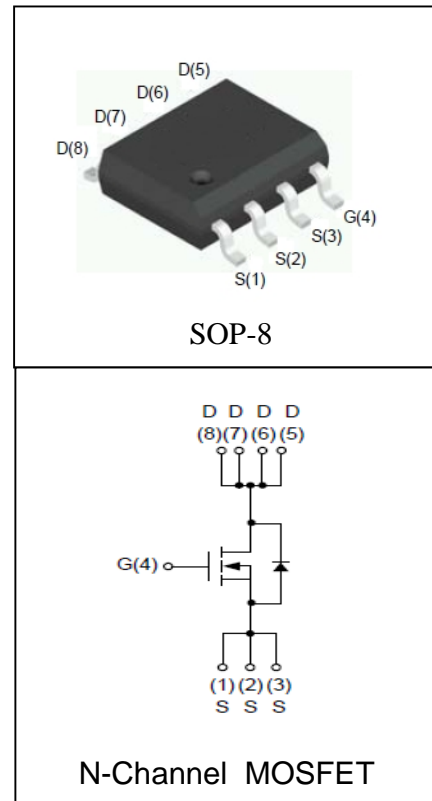 D(5)
D(6)
D(7)
D(8)
G(4)
S(3)
S(2)
S(1)
SOP-8
D D D D
(8)(7)(6)(5)
G(4)
(1)(2)(3)
S S S
N-Channel MOSFET